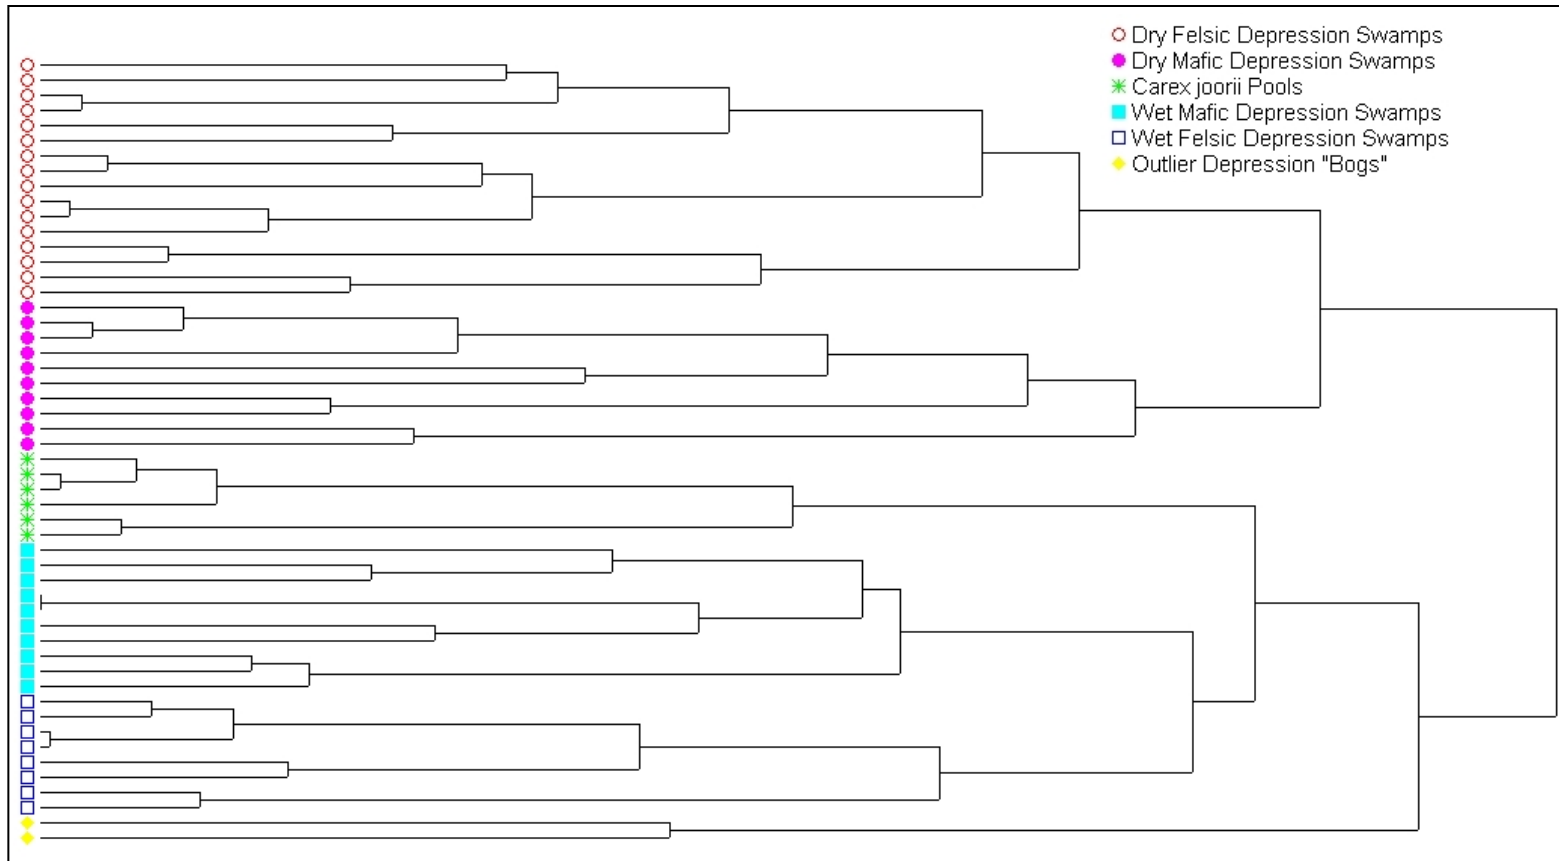 Dry Felsic Depression Swamps
Dry Mafic Depression Swamps
Carex joorii Pools
Wet Mafic Depression Swamps
Wet Felsic Depression Swamps
Outlier Depression "Bogs"